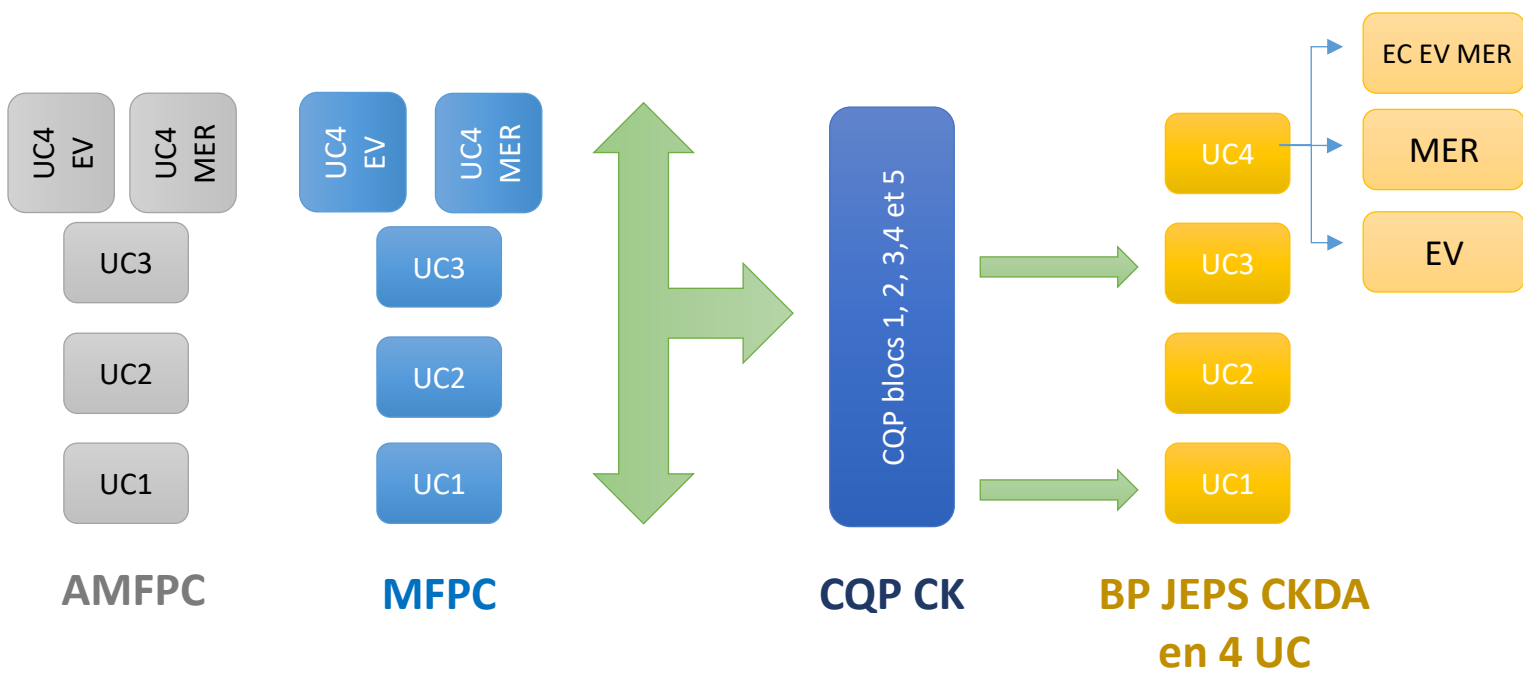 UC4
EV
UC4
MER
UC3
UC2
UC1
AMFPC
UC4
EV
UC4
MER
UC3
UC2
UC1
MFPC
CQP blocs 1, 2, 3,4 et 5
CQP CK
UC4
UC3
UC2
UC1
BP JEPS CKDA
en 4 UC
EC EV MER
MER
EV